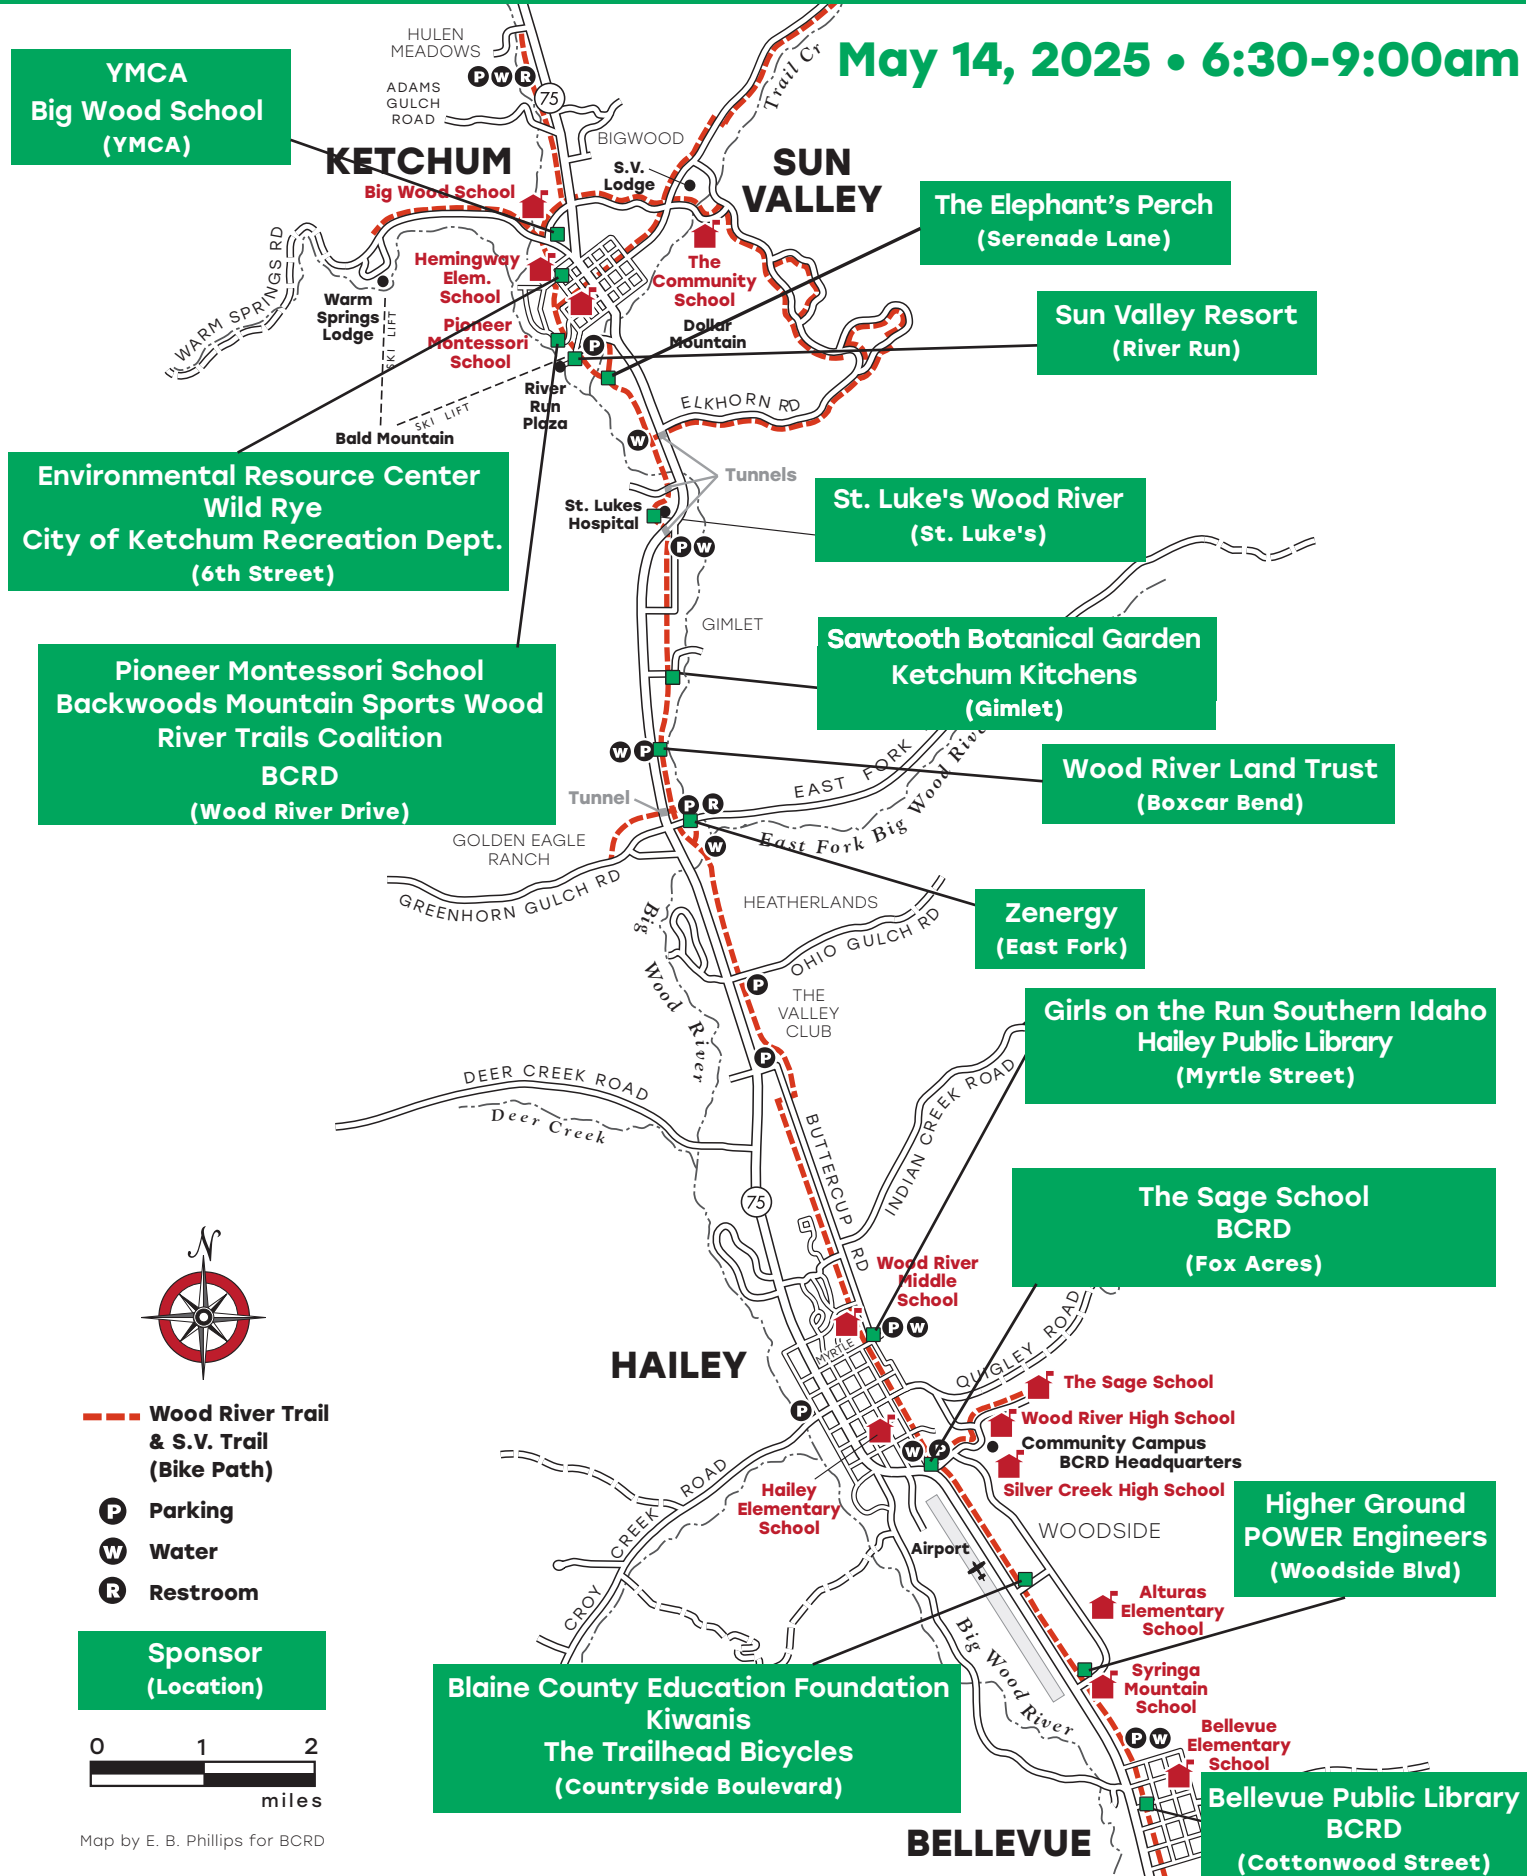 May 14, 2025 • 6:30-9:00am
HULEN
MEADOWS
P W R
75
ADAMS
GULCH
ROAD
Trail Cr
YMCA
Big Wood School
(YMCA)
KETCHUM
BIGWOOD
S.V.
Lodge
SUN
VALLEY
Big Wood School
The Elephant's Perch
(Serenade Lane)
WARM SPRINGS RD
Warm
Springs
Lodge
SKI LIFT
Hemingway
Elem.
School
The
Community
School
Pioneer
Montessori
School
P
Dollar
Mountain
Sun Valley Resort
(River Run)
River
Run
Plaza
SKI LIFT
Bald Mountain
ELKHORN RD
W
Tunnels
Environmental Resource Center
Wild Rye
City of Ketchum Recreation Dept.
(6th Street)
St. Lukes
Hospital
St. Luke's Wood River
(St. Luke's)
P W
GIMLET
Sawtooth Botanical Garden
Ketchum Kitchens
(Gimlet)
Pioneer Montessori School
Backwoods Mountain Sports Wood
River Trails Coalition
BCRD
(Wood River Drive)
W P
Wood River Land Trust
(Boxcar Bend)
EAST FORK
East Fork Big Wood Rive
Tunnel
P R
W
GOLDEN EAGLE
RANCH
GREENHORN GULCH RD
HEATHERLANDS
Zenergy
(East Fork)
OHIO GULCH RD
Big Wood River
P
THE
VALLEY
CLUB
P
Girls on the Run Southern Idaho
Hailey Public Library
(Myrtle Street)
DEER CREEK ROAD
Deer Creek
BUTTERCUP RD
INDIAN CREEK ROAD
75
The Sage School
BCRD
(Fox Acres)
N
Wood River
Middle
School
P W
MYRTLE
HAILEY
QUIGLEY ROAD
The Sage School
P
Wood River High School
W P
Community Campus
BCRD Headquarters
Silver Creek High School
Hailey
Elementary
School
CROY CREEK ROAD
Wood River Trail
& S.V. Trail
(Bike Path)
P Parking
W Water
R Restroom
Higher Ground
POWER Engineers
(Woodside Blvd)
WOODSIDE
Airport
Alturas
Elementary
School
Big Wood River
Sponsor
(Location)
Blaine County Education Foundation
Kiwanis
The Trailhead Bicycles
(Countryside Boulevard)
Syringa
Mountain
School
P W
Bellevue
Elementary
School
0 1 2
miles
Map by E. B. Phillips for BCRD
BELLEVUE
Bellevue Public Library
BCRD
(Cottonwood Street)